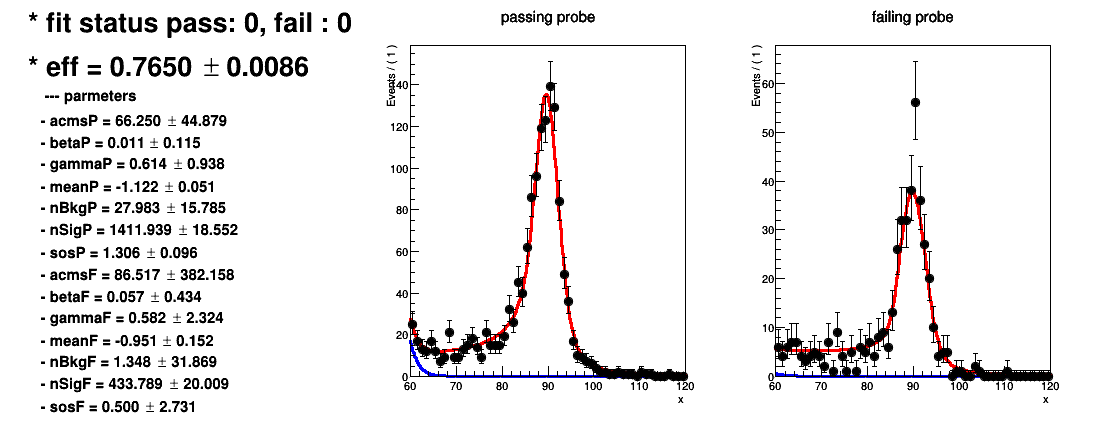 * fit status pass: 0, fail : 0
* eff = 0.7650 ± 0.0086
--- parmeters
- acmsP = 66.250 ± 44.879
- betaP = 0.011 ± 0.115
- gammaP = 0.614 ± 0.938
- meanP = -1.122 ± 0.051
- nBkgP = 27.983 ± 15.785
- nSigP = 1411.939 ± 18.552
- sosP = 1.306 ± 0.096
- acmsF = 86.517 ± 382.158
- betaF = 0.057 ± 0.434
- gammaF = 0.582 ± 2.324
- meanF = -0.951 ± 0.152
- nBkgF = 1.348 ± 31.869
- nSigF = 433.789 ± 20.009
- sosF = 0.500 ± 2.731
passing probe
Events / ( 1 )
140
120
100
80
60
40
20
0
60 70 80 90 100 110 120
x
failing probe
Events / ( 1 )
60
50
40
30
20
10
0
60 70 80 90 100 110 120
x